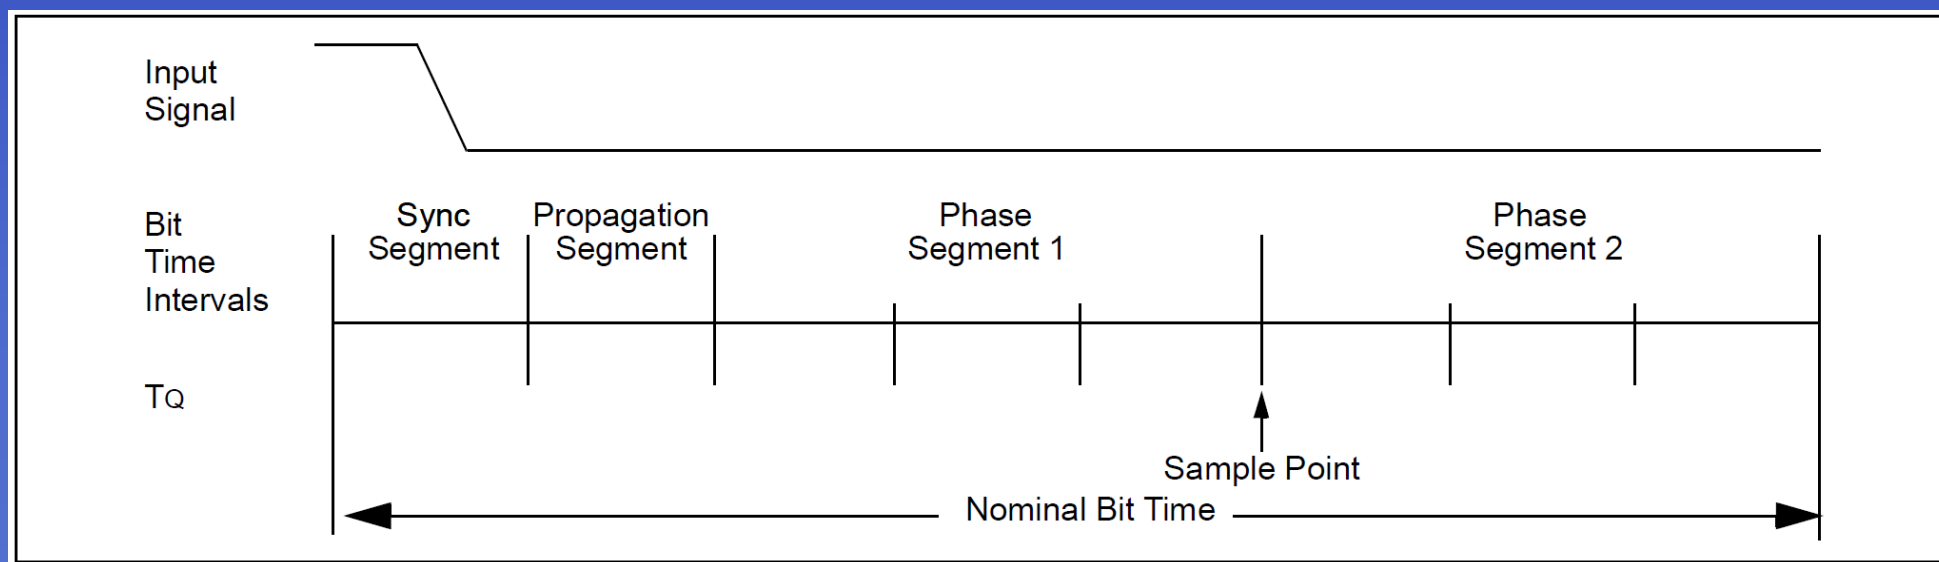 Input
Signal
Bit
Time
Intervals
Sync
Segment
Propagation
Segment
Phase
Segment 1
Phase
Segment 2
TQ
Sample Point
Nominal Bit Time